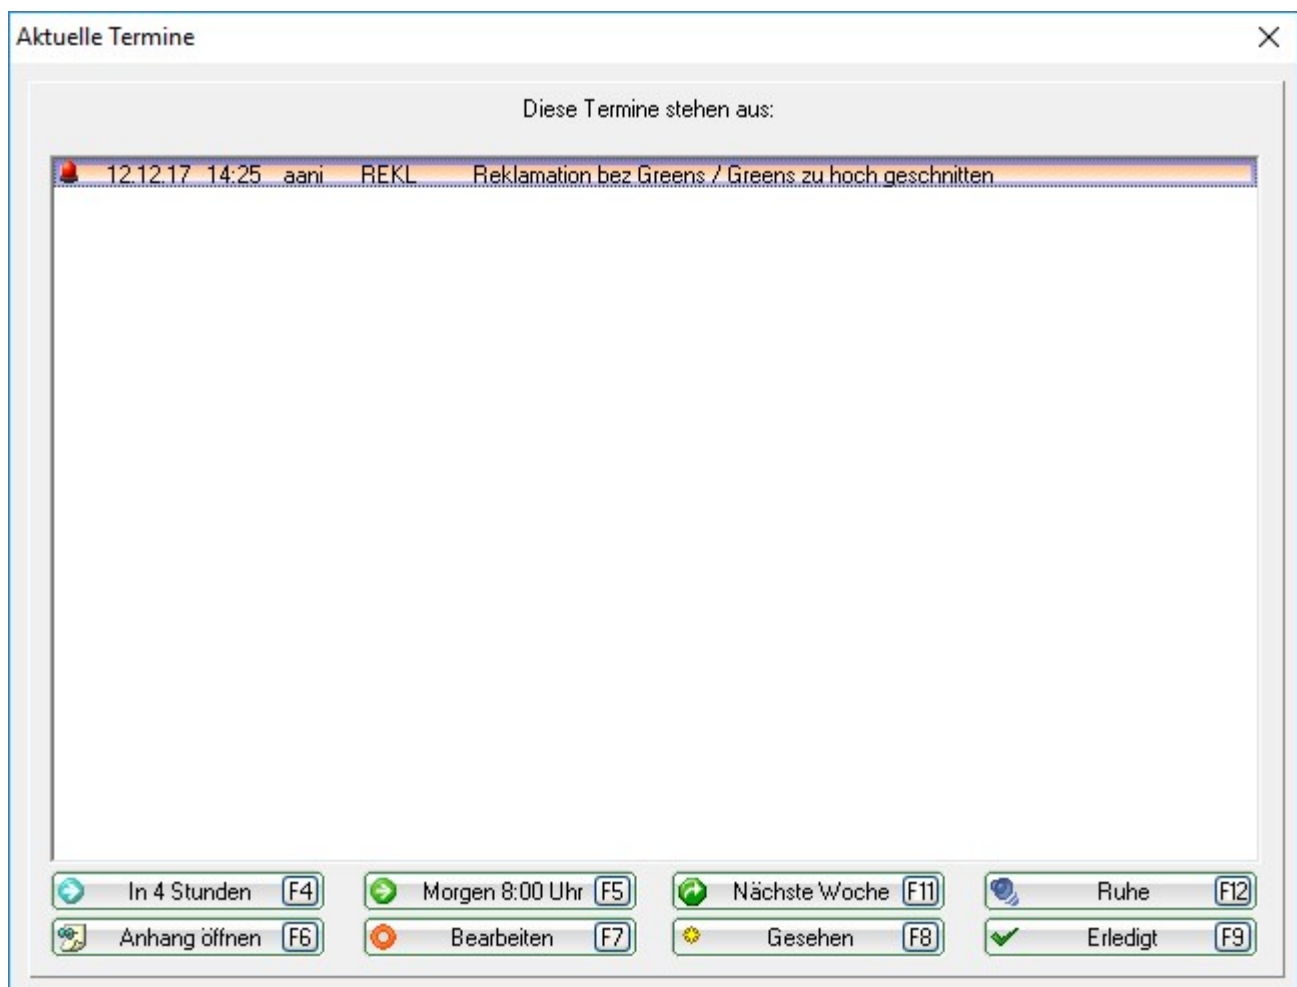 Aktuelle Termine
Diese Termine stehen aus:
12.12.17 14:25 aani REKL Reklamation bez Greens / Greens zu hoch geschnitten
In 4 Stunden F4 Morgen 8:00 Uhr F5 Nächste Woche F11 Ruhe F12
Anhang öffnen F6 Bearbeiten F7 Gesehen F8 Erledigt F9